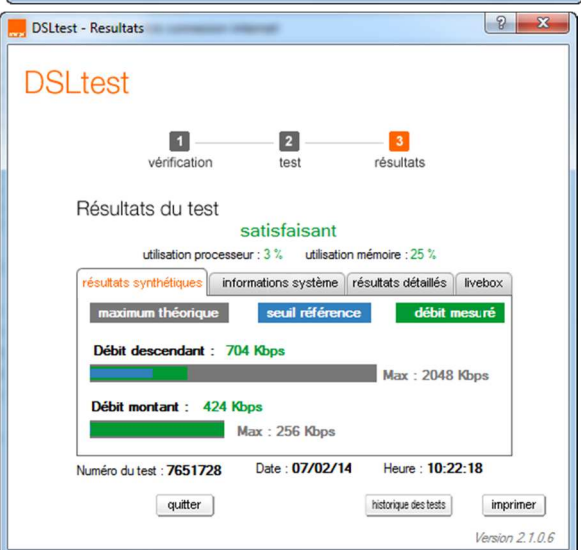 DSLtest - Resultats
?
X
DSLtest
1
2
3
vérification
test
résultats
Résultats du test
satisfaisant
utilisation processeur : 3 % utilisation mémoire : 25 %
résultats synthétiques informations système résultats détaillés livebox
maximum théorique seuil référence débit mesuré
Débit descendant : 704 Kbps
Max : 2048 Kbps
Débit montant : 424 Kbps
Max : 256 Kbps
Numéro du test : 7651728 Date : 07/02/14 Heure : 10:22:18
quitter historique des tests imprimer
Version 2.1.0.6